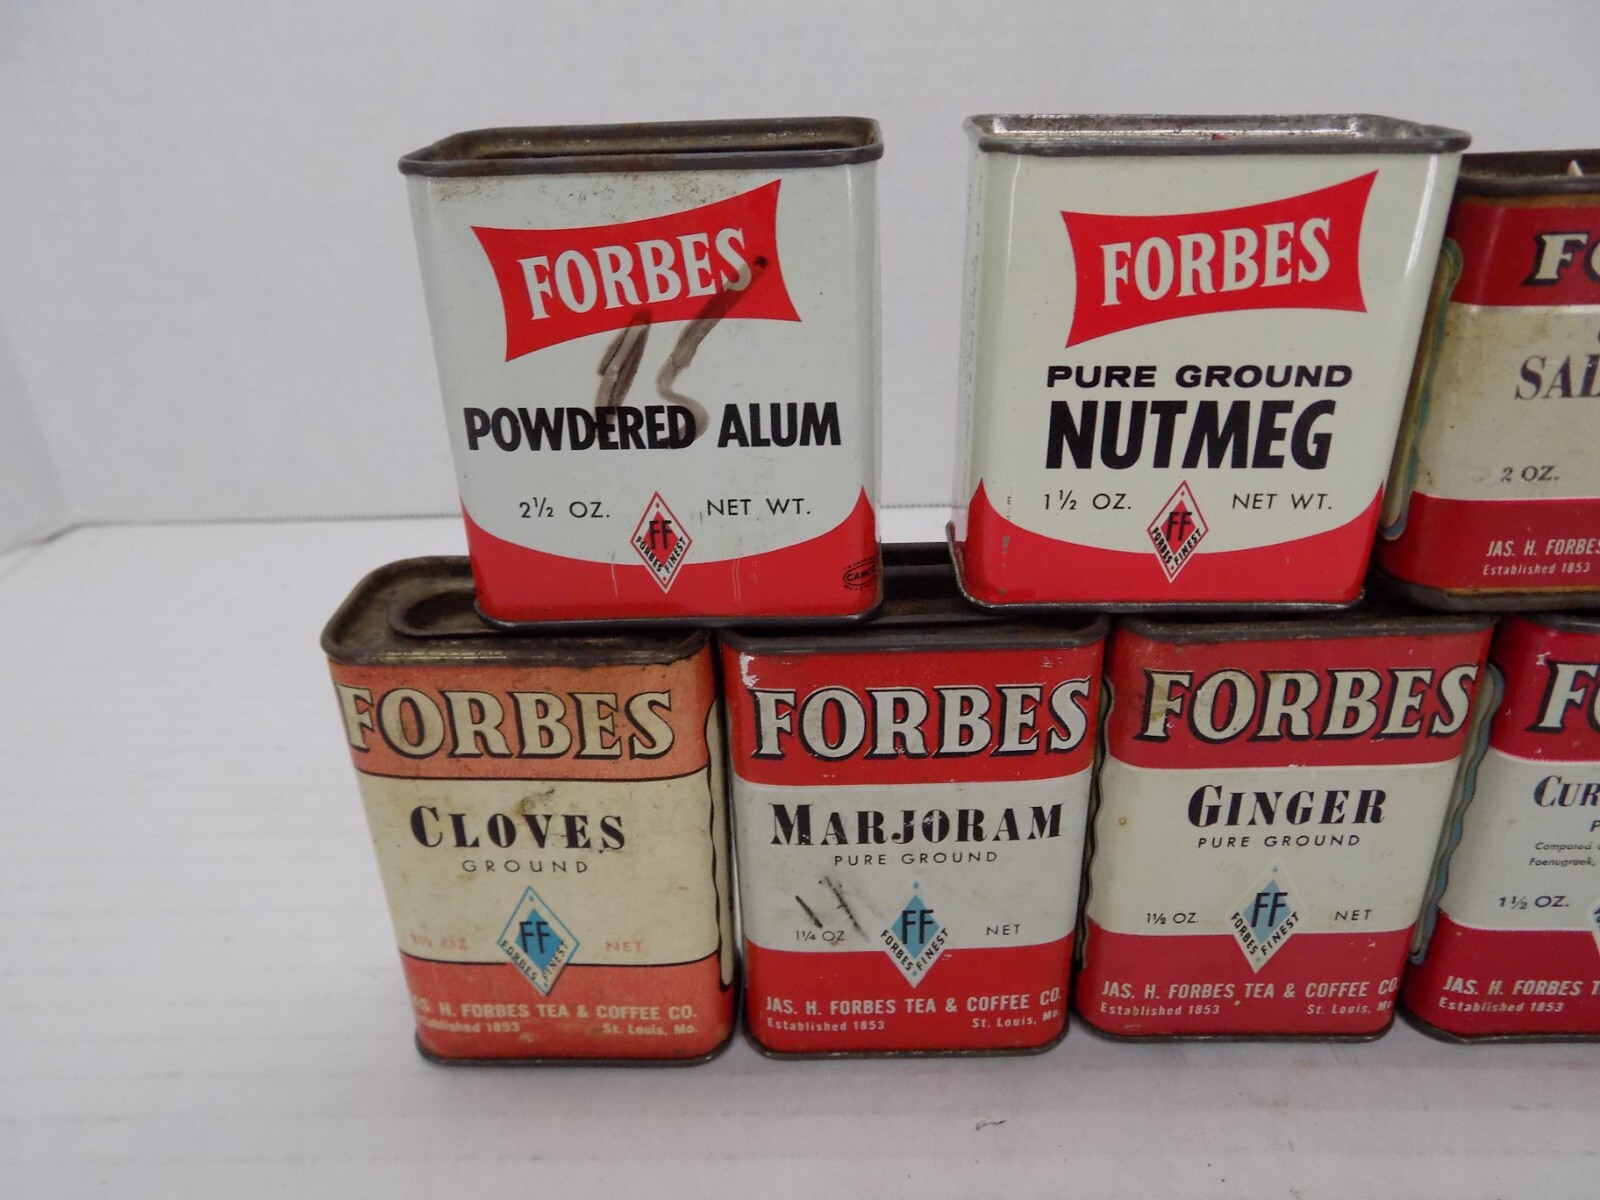 FORBES
15
POWDERED ALUM
2½ OZ. NET WT.
FF
FORBES FINEST
FORBES
PURE GROUND
NUTMEG
1½ OZ. NET WT.
FF
FORBES FINEST
2 OZ.
JAS. H. FORBES
Established 1853
FORBES
CLOVES
GROUND
OZ NET
FF
FORBES FINEST
H. FORBES TEA & COFFEE CO.
1853 St. Louis, Mo.
FORBES
MARJORAM
PURE GROUND
1¼ OZ. NET
FF
FORBES FINEST
JAS. H. FORBES TEA & COFFEE CO.
Established 1853 St. Louis, Mo.
FORBES
GINGER
PURE GROUND
1½ OZ. NET
FF
FORBES FINEST
JAS. H. FORBES TEA & COFFEE CO.
Established 1853 St. Louis, Mo
1½ OZ.
JAS. H. FORBES
Established 1853